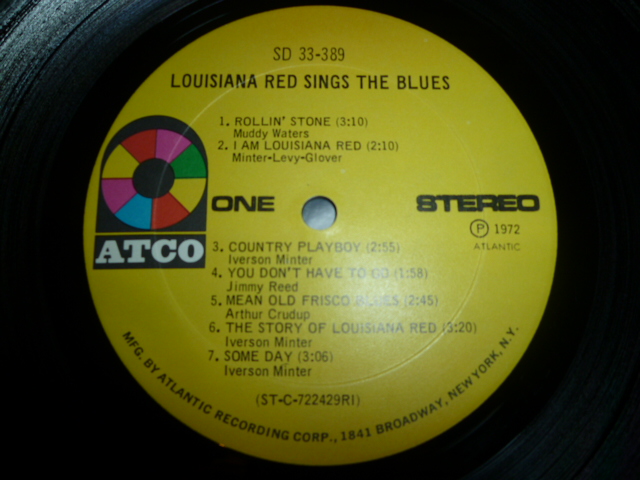 SD 33-389
LOUISIANA RED SINGS THE BLUES
1. ROLLIN' STONE (3:10)
Muddy Waters
2. I AM LOUISIANA RED (2:10)
Minter-Levy-Glover
ONE
STEREO
Ⓟ 1972
ATLANTIC
ATCO
3. COUNTRY PLAYBOY (2:55)
Iverson Minter
4. YOU DON'T HAVE TO GO (1:58)
Jimmy Reed
5. MEAN OLD FRISCO BLUES (2:45)
Arthur Crudup
6. THE STORY OF LOUISIANA RED (3:20)
Iverson Minter
7. SOME DAY (3:06)
Iverson Minter
(ST-C-722429RI)
MFG. BY ATLANTIC RECORDING CORP., 1841 BROADWAY, NEW YORK, N.Y.